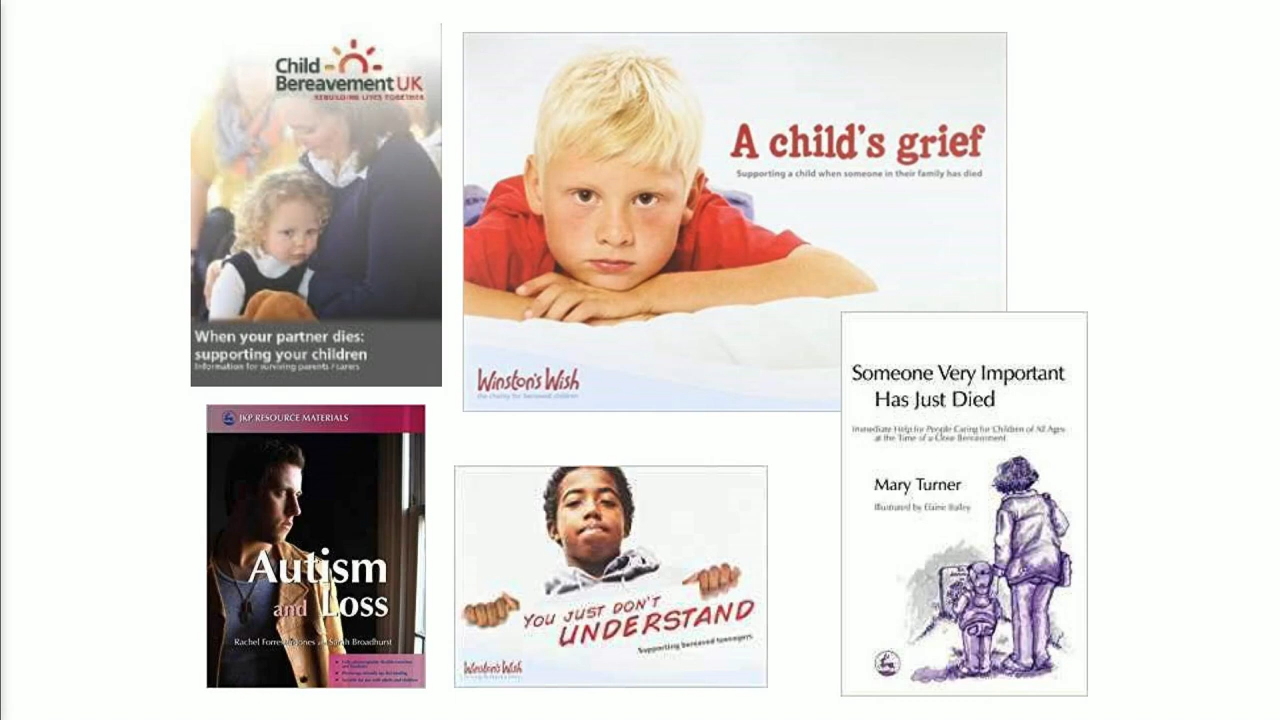 Child
Bereavement UK
REBUILDING LIVES TOGETHER
When your partner dies:
supporting your children
Information for surviving parents / carers
A child's grief
Supporting a child when someone in their family has died
Winston's Wish
the charity for bereaved children
Someone Very Important
Has Just Died
Immediate Help for People Caring for Children of All Ages
at the Time of a Close Bereavement
Mary Turner
Illustrated by Elaine Bailey
JKP RESOURCE MATERIALS
Autism
and Loss
Rachel Forrester-Jones and Sarah Broadhurst
YOU JUST DON'T
UNDERSTAND
Supporting bereaved teenagers
Winston's Wish